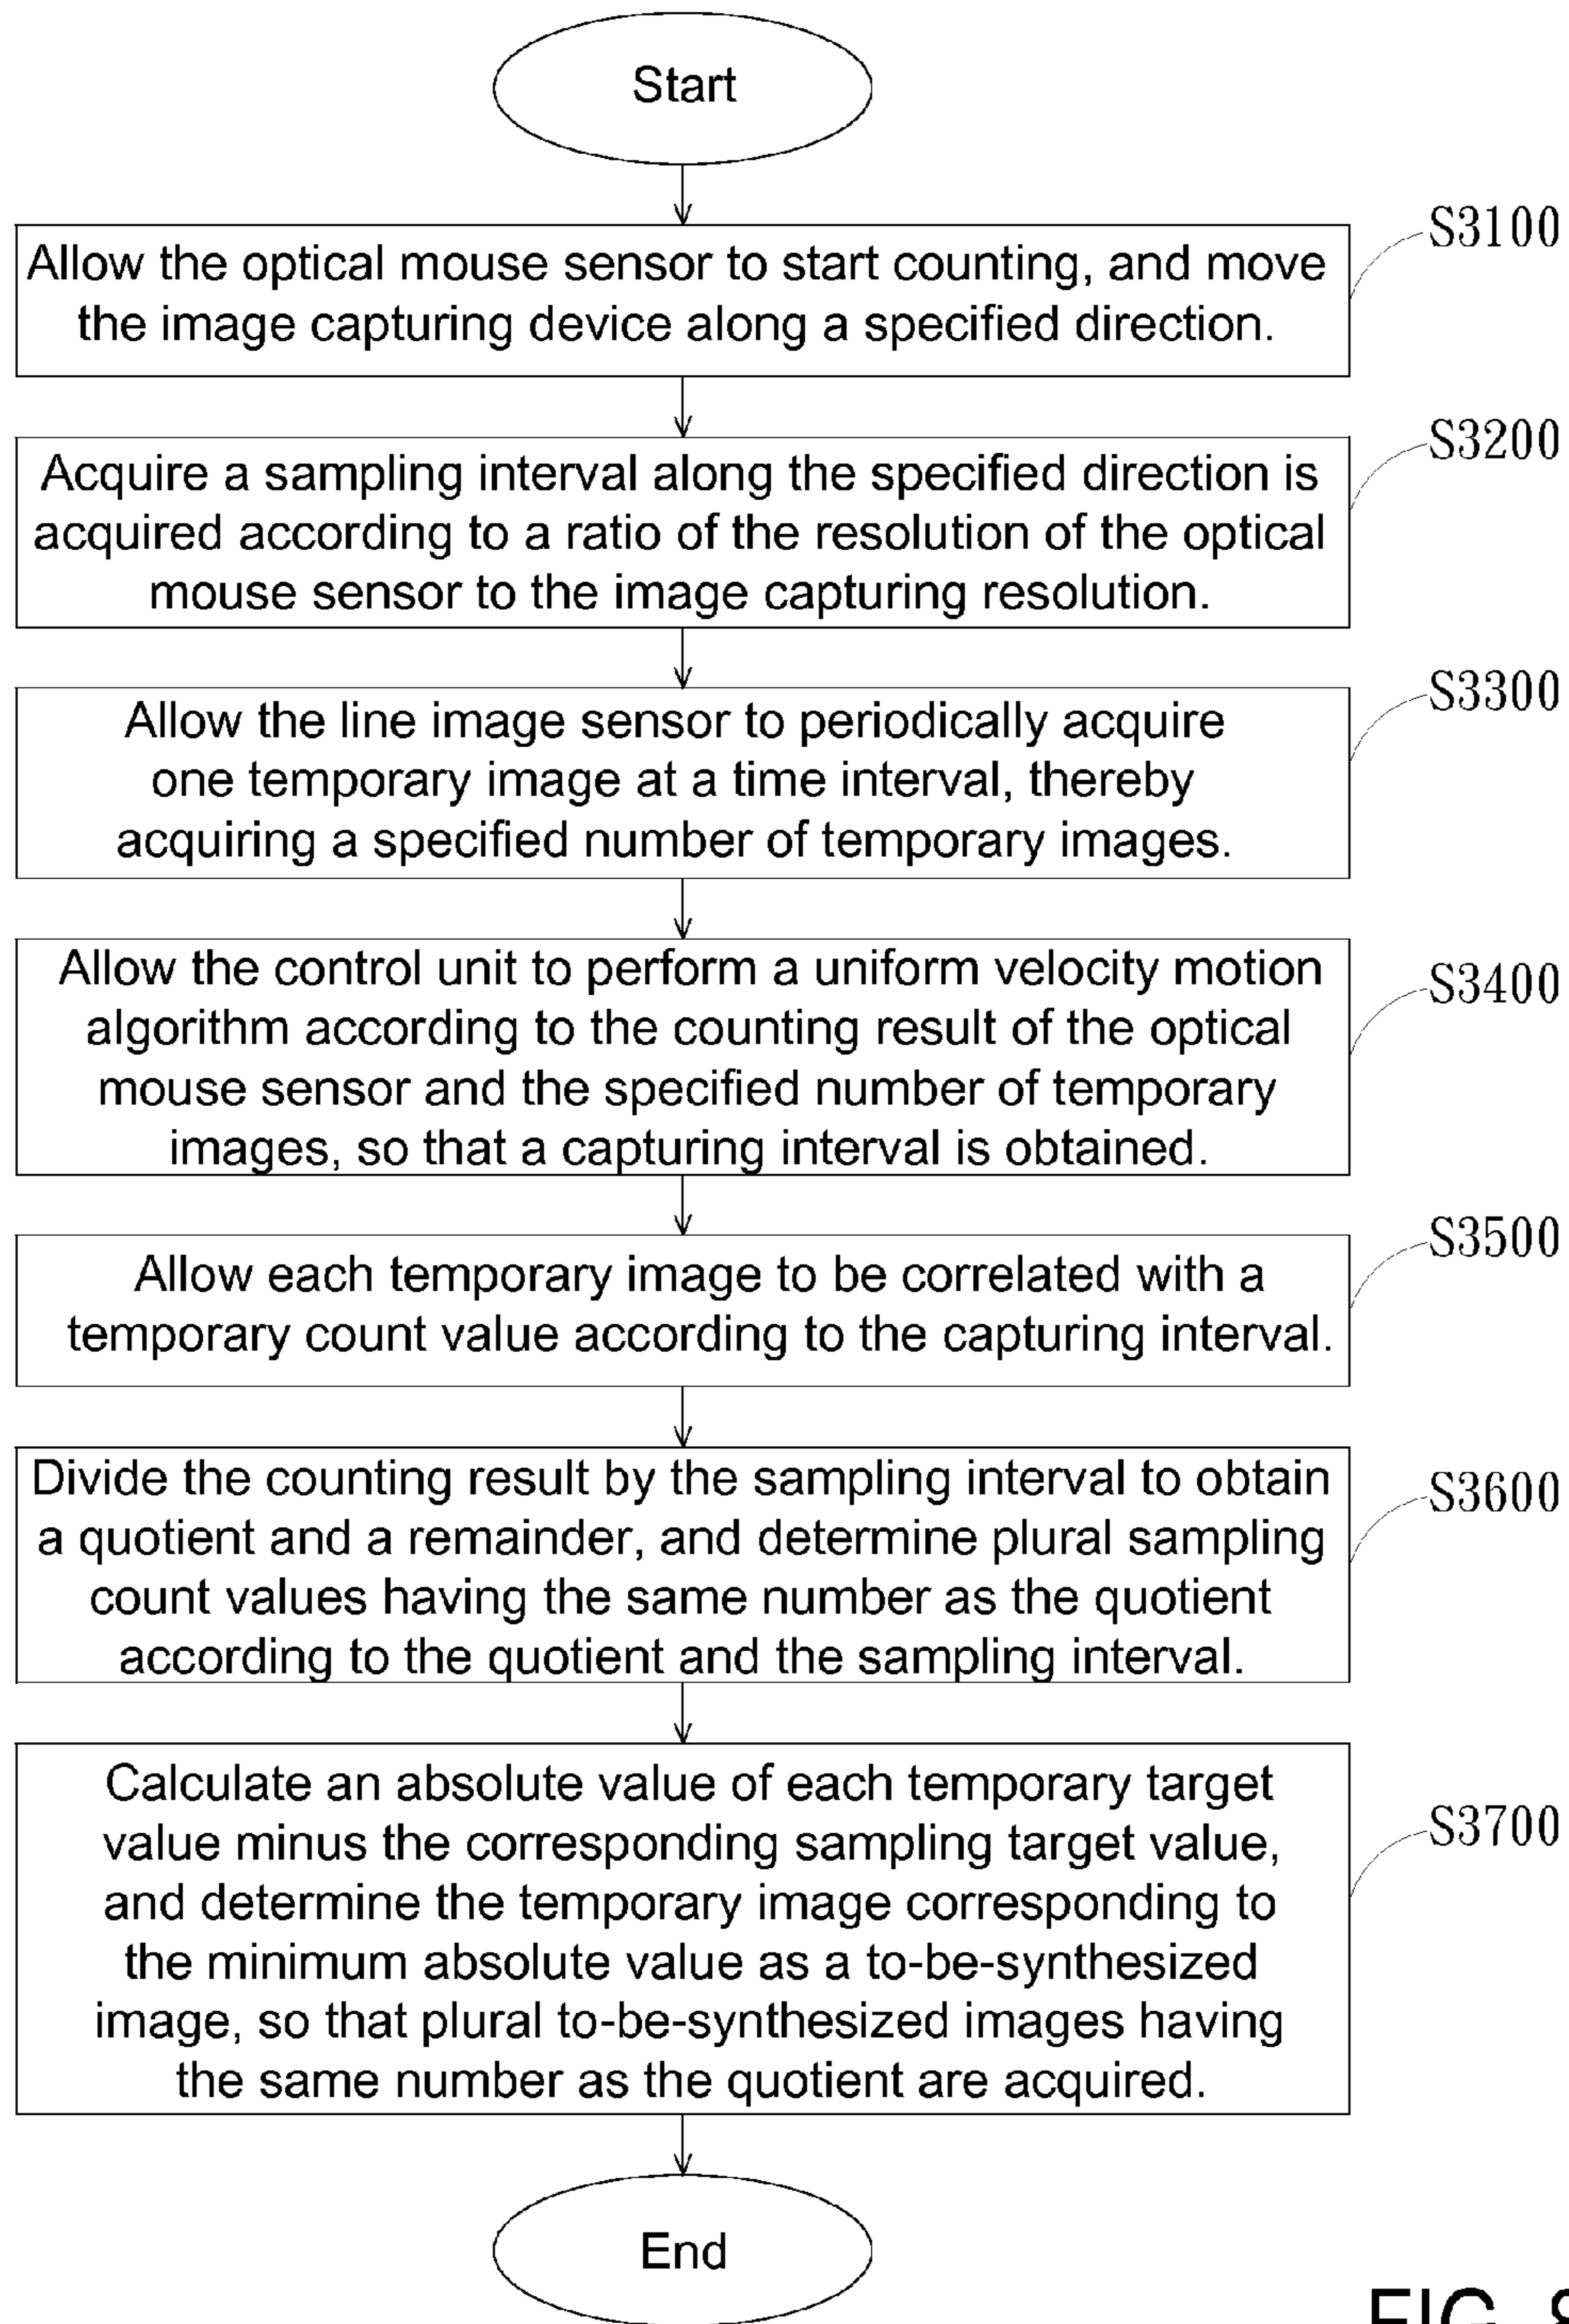 Start
Allow the optical mouse sensor to start counting, and move
the image capturing device along a specified direction.
S3100
Acquire a sampling interval along the specified direction is
acquired according to a ratio of the resolution of the optical
mouse sensor to the image capturing resolution.
S3200
Allow the line image sensor to periodically acquire
one temporary image at a time interval, thereby
acquiring a specified number of temporary images.
S3300
Allow the control unit to perform a uniform velocity motion
algorithm according to the counting result of the optical
mouse sensor and the specified number of temporary
images, so that a capturing interval is obtained.
S3400
Allow each temporary image to be correlated with a
temporary count value according to the capturing interval.
S3500
Divide the counting result by the sampling interval to obtain
a quotient and a remainder, and determine plural sampling
count values having the same number as the quotient
according to the quotient and the sampling interval.
S3600
Calculate an absolute value of each temporary target
value minus the corresponding sampling target value,
and determine the temporary image corresponding to
the minimum absolute value as a to-be-synthesized
image, so that plural to-be-synthesized images having
the same number as the quotient are acquired.
S3700
End
FIG. 8